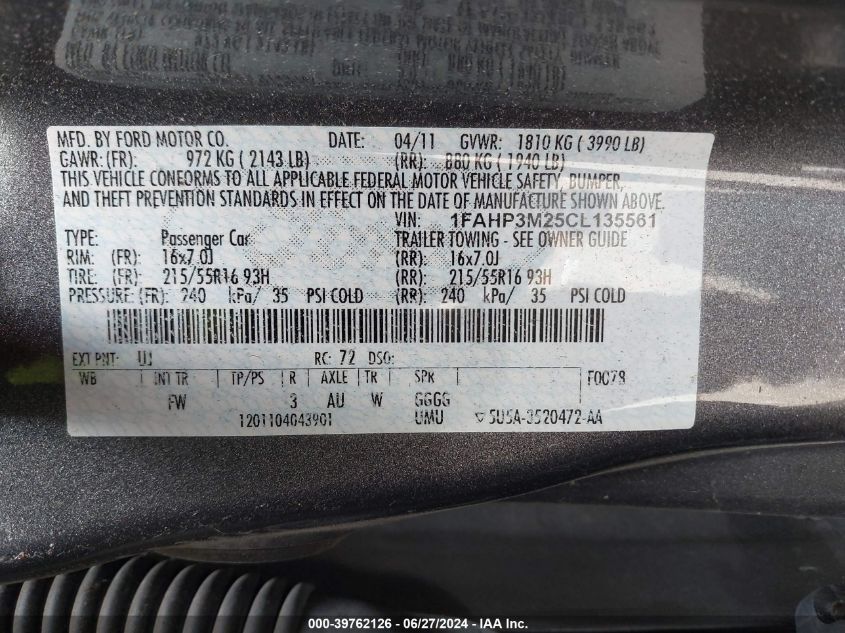 MFD. BY FORD MOTOR CO. DATE: 04/11 GVWR: 1810 KG ( 3990 LB)
GAWR: (FR): 972 KG ( 2143 LB) (RR): 880 KG ( 1940 LB)
THIS VEHICLE CONFORMS TO ALL APPLICABLE FEDERAL MOTOR VEHICLE SAFETY, BUMPER,
AND THEFT PREVENTION STANDARDS IN EFFECT ON THE DATE OF MANUFACTURE SHOWN ABOVE.
VIN: 1FAHP3M25CL135561
TYPE: Passenger Car TRAILER TOWING - SEE OWNER GUIDE
RIM: (FR): 16x7.0J (RR): 16x7.0J
TIRE: (FR): 215/55R16 93H (RR): 215/55R16 93H
PRESSURE: (FR): 240 kPa/ 35 PSI COLD (RR): 240 kPa/ 35 PSI COLD
EXT PNT: UJ RC: 72 DSO:
WB INT TR TP/PS R AXLE TR SPK F0078
FW 3 AU W GGGG
1201104043901 UMU 5U5A-3520472-AA
000-39762126 - 06/27/2024 - IAA Inc.